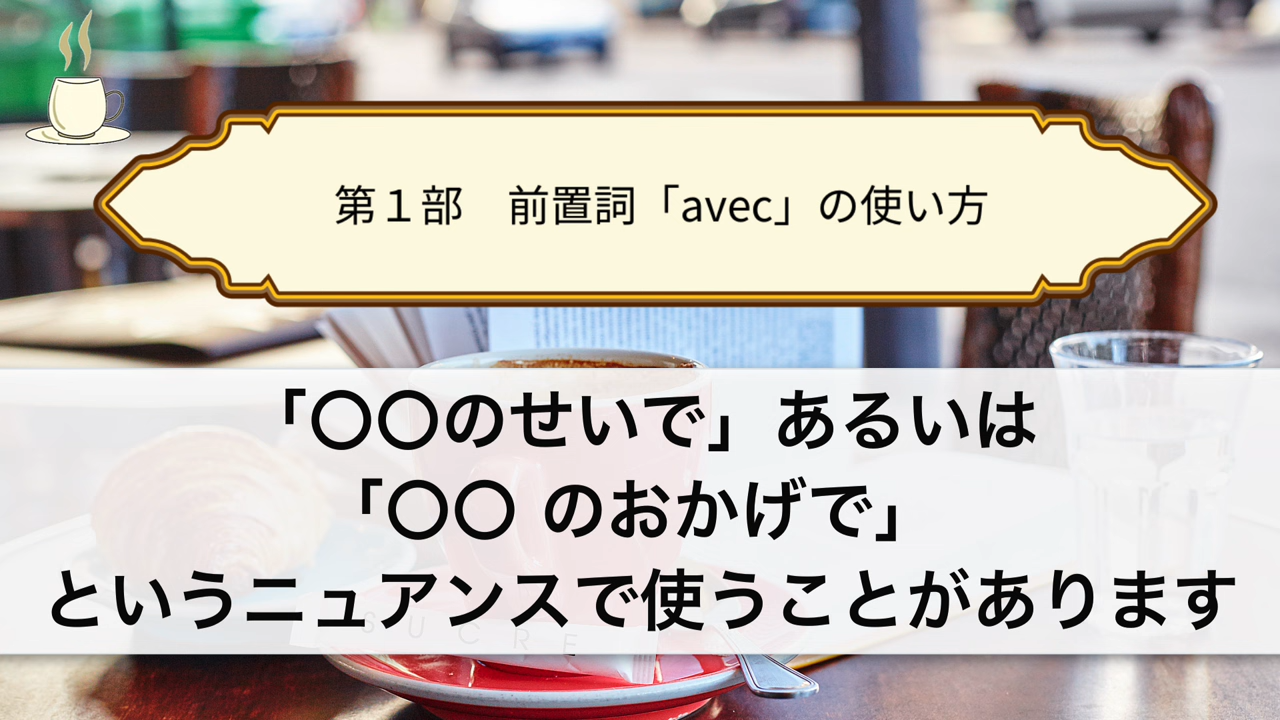 第１部　前置詞「avec」の使い方
「〇〇のせいで」あるいは
「〇〇 のおかげで」
というニュアンスで使うことがあります
SUCRE